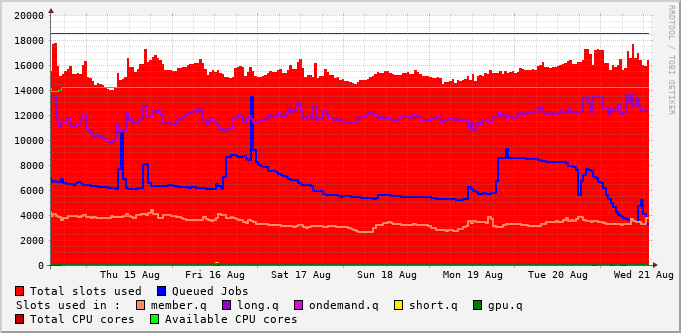 20000
18000
16000
14000
12000
10000
8000
6000
4000
2000
0
Thu 15 Aug Fri 16 Aug Sat 17 Aug Sun 18 Aug Mon 19 Aug Tue 20 Aug Wed 21 Aug
RRDTOOL / TOBI OETIKER
Total slots used Queued Jobs
Slots used in : member.q long.q ondemand.q short.q gpu.q
Total CPU cores Available CPU cores